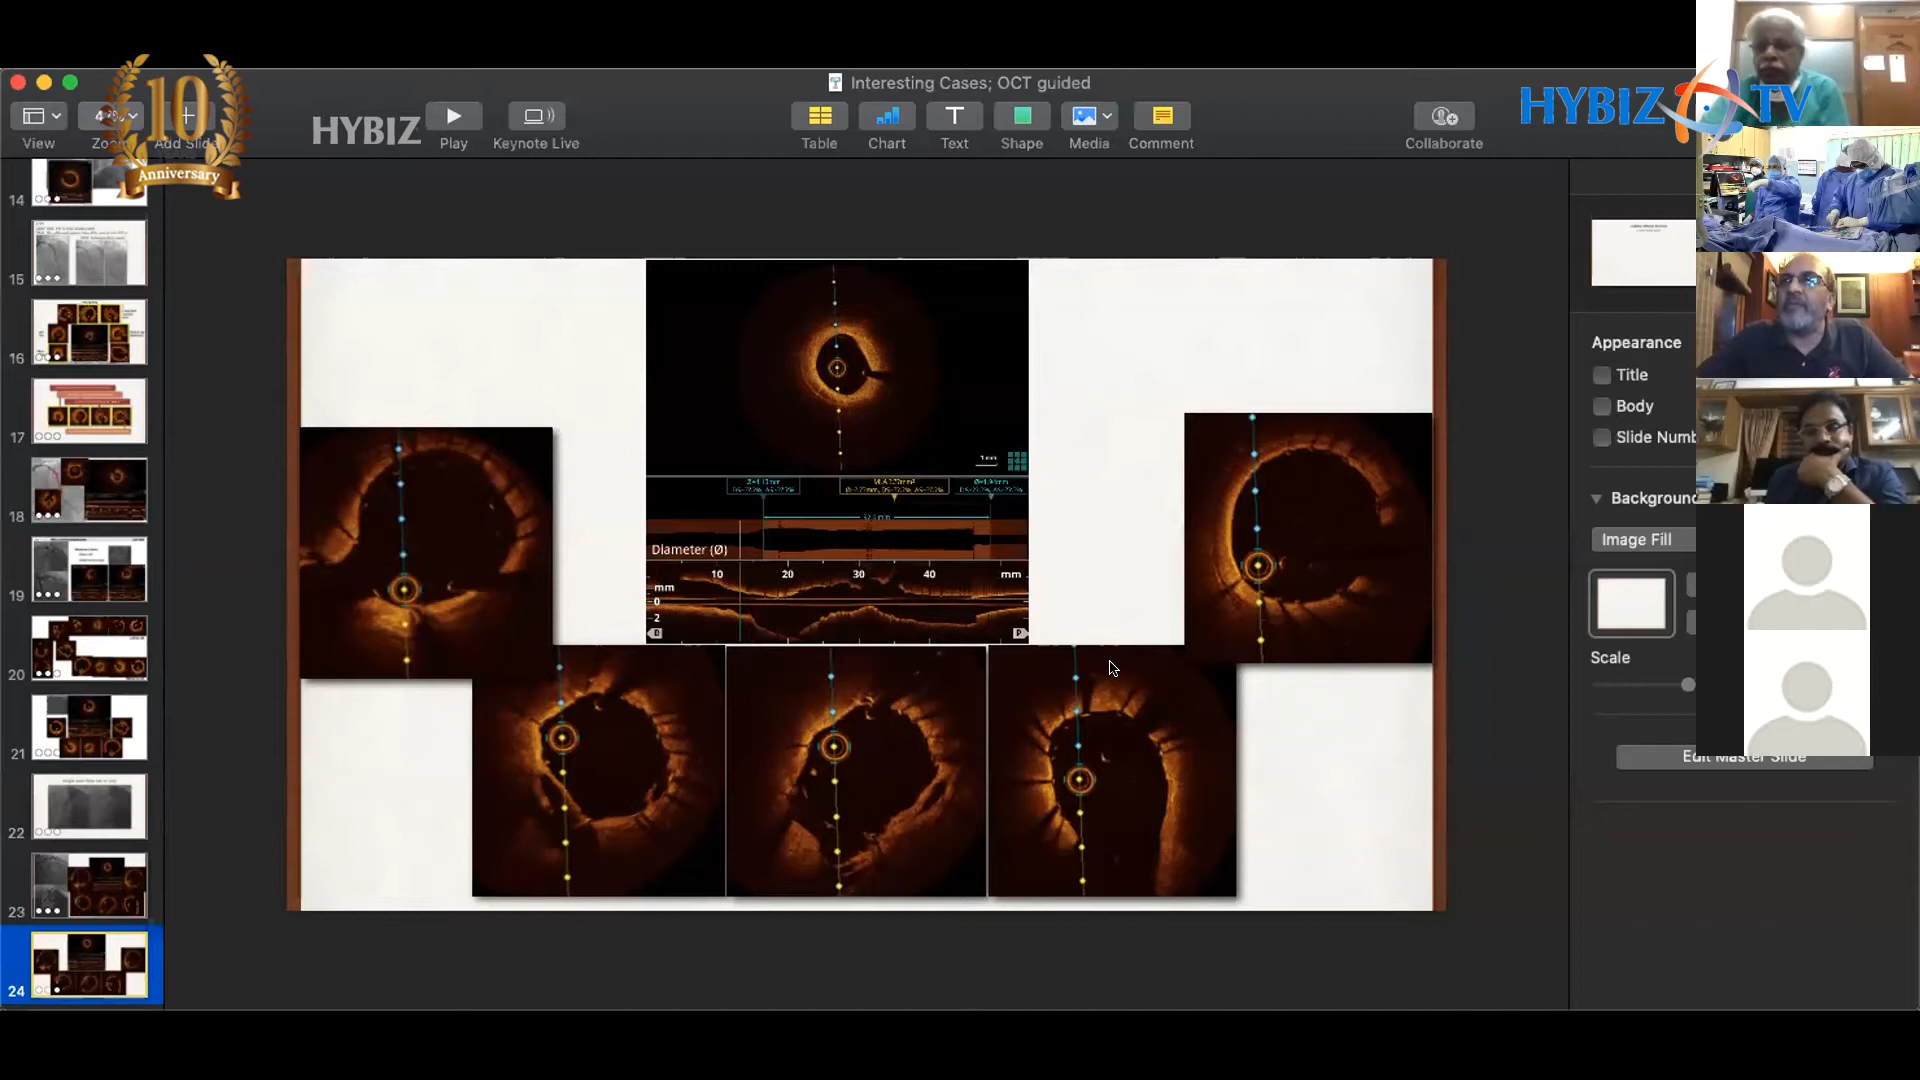 Interesting Cases; OCT guided
10
Anniversary
HYBIZ
HYBIZ TV
View
Add Slide
Play
Keynote Live
Table
Chart
Text
Shape
Media
Comment
Collaborate
14
15
16
17
18
19
20
21
22
23
24
1 mm
Diameter (Ø)
10
20
30
40
mm
mm
0
2
D
P
Appearance
Title
Body
Slide Numb
Background
Image Fill
Scale
Edit Master Slide